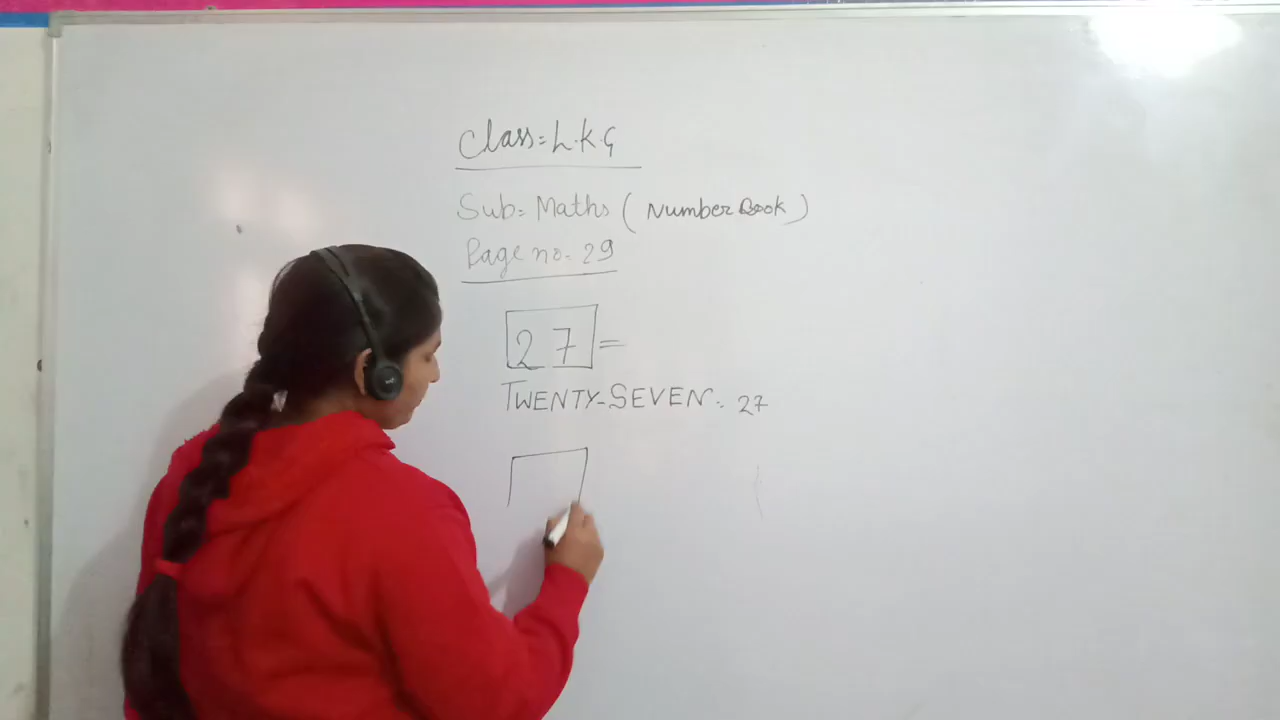 Class= L.K.G
Sub= Maths ( Number Book )
Page no. 29
27 =
TWENTY-SEVEN. 27